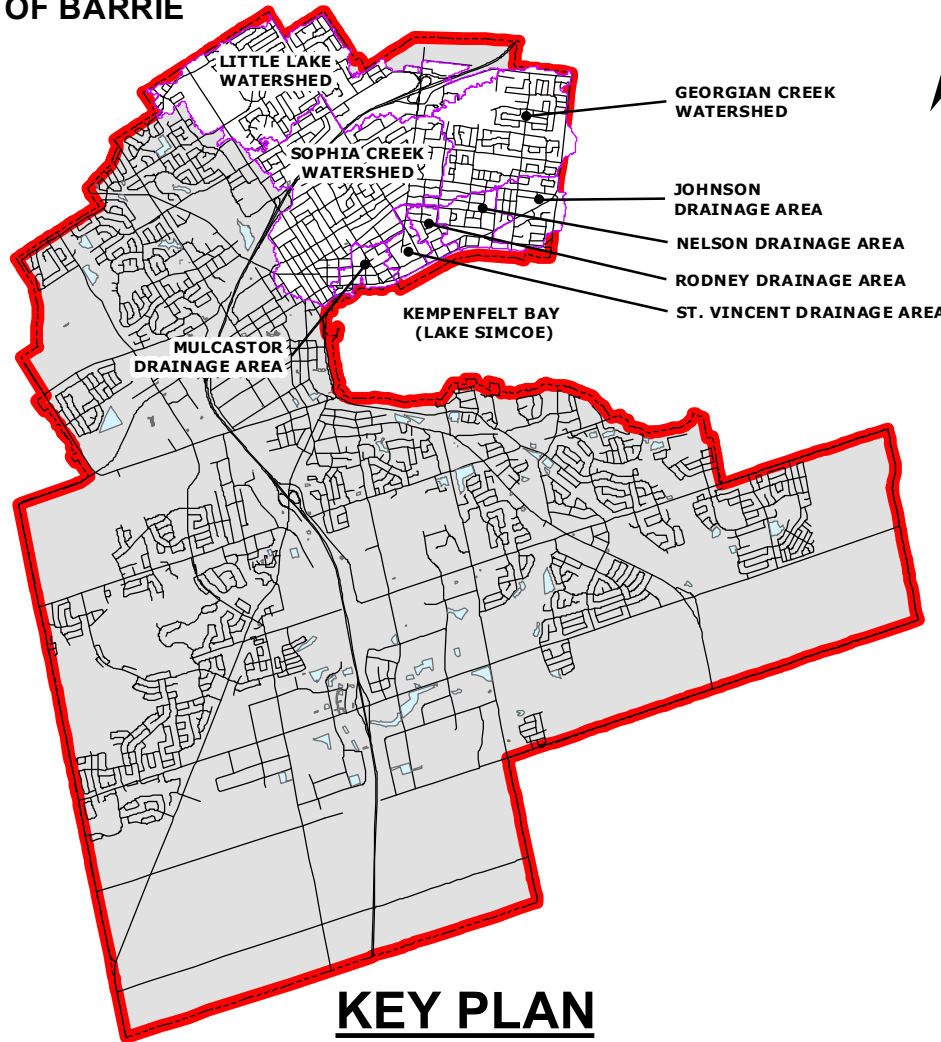 OF BARRIE
LITTLE LAKE
WATERSHED
GEORGIAN CREEK
WATERSHED
SOPHIA CREEK
WATERSHED
JOHNSON
DRAINAGE AREA
NELSON DRAINAGE AREA
RODNEY DRAINAGE AREA
KEMPENFELT BAY
(LAKE SIMCOE)
ST. VINCENT DRAINAGE AREA
MULCASTOR
DRAINAGE AREA
KEY PLAN